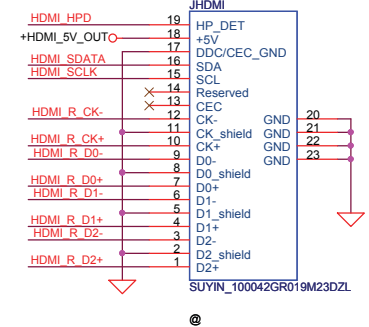 JHDMI
HDMI_HPD 19 HP_DET
+HDMI_5V_OUT 18 +5V
17 DDC/CEC_GND
HDMI_SDATA 16 SDA
HDMI_SCLK 15 SCL
14 Reserved
13 CEC
HDMI_R_CK- 12 CK- GND 20
11 CK_shield GND 21
HDMI_R_CK+ 10 CK+ GND 22
HDMI_R_D0- 9 D0- GND 23
8 D0_shield
HDMI_R_D0+ 7 D0+
HDMI_R_D1- 6 D1-
5 D1_shield
HDMI_R_D1+ 4 D1+
HDMI_R_D2- 3 D2-
2 D2_shield
HDMI_R_D2+ 1 D2+
SUYIN_100042GR019M23DZL
@